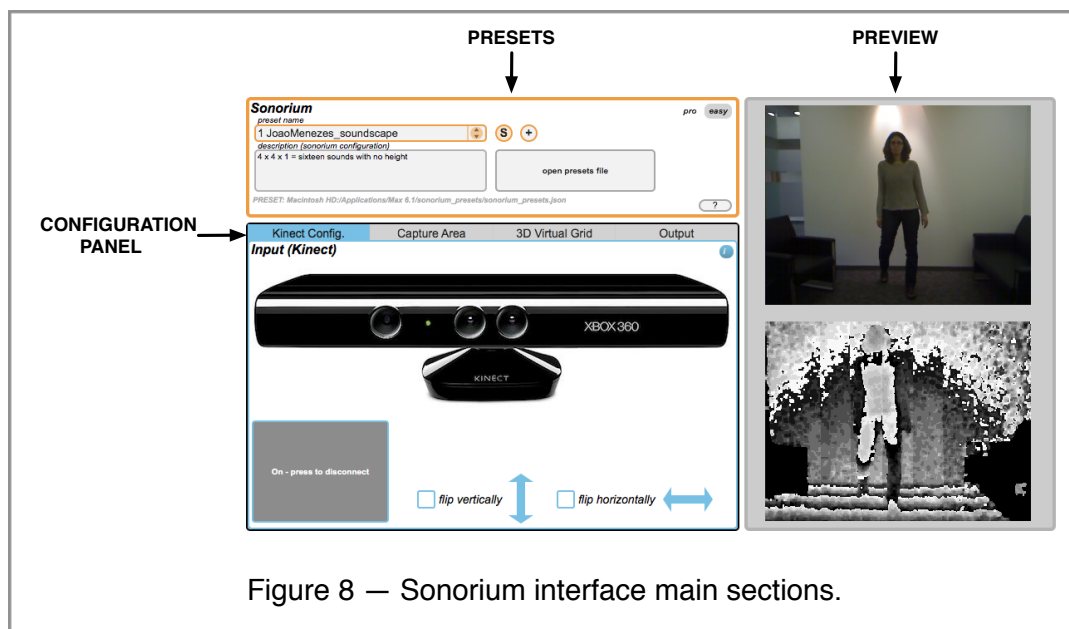 PRESETS
PREVIEW
Sonorium
pro easy
preset name
1 JoaoMenezes_soundscape
S +
description (sonorium configuration)
4 x 4 x 1 = sixteen sounds with no height
open presets file
PRESET: Macintosh HD:/Applications/Max 6.1/sonorium_presets/sonorium_presets.json
?
CONFIGURATION
PANEL
Kinect Config. Capture Area 3D Virtual Grid Output
Input (Kinect)
i
XBOX 360
KINECT
On - press to disconnect
flip vertically
flip horizontally
Figure 8 — Sonorium interface main sections.